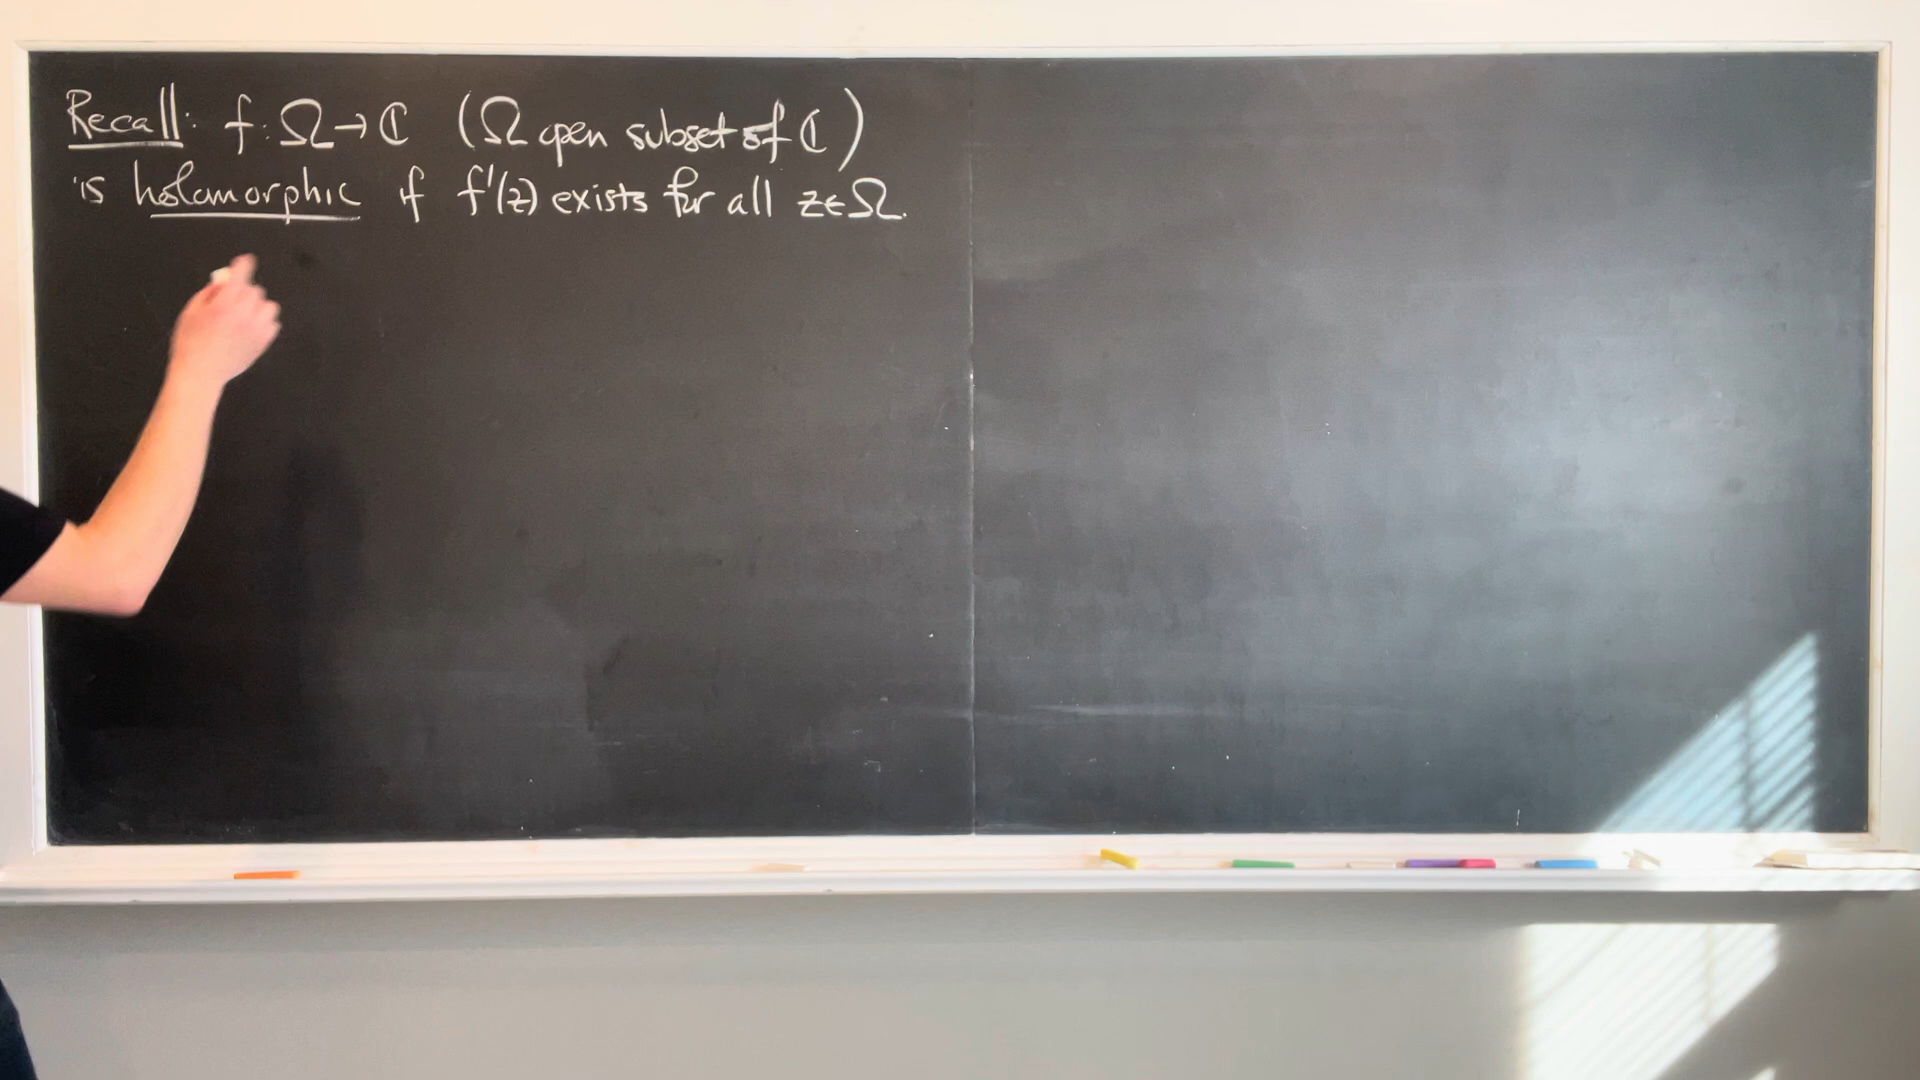 Recall: f:Ω→ℂ (Ω open subset of ℂ)
is holomorphic if f'(z) exists for all z∈Ω.